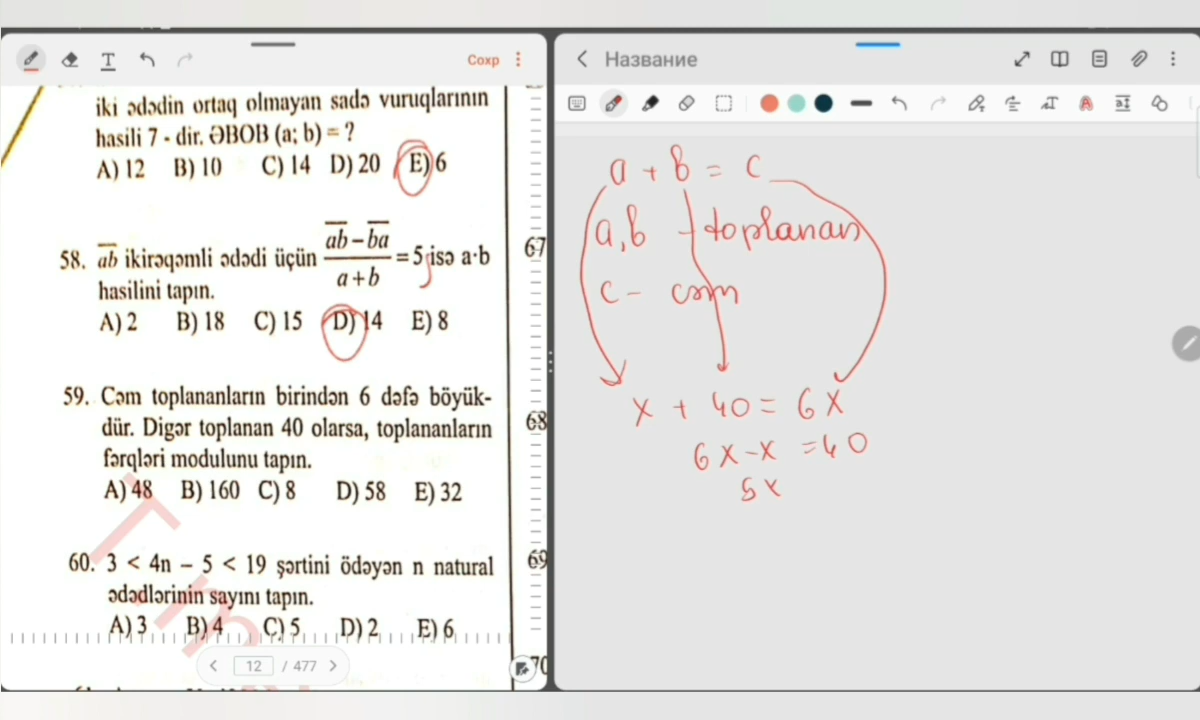 Сохр
iki ədədin ortaq olmayan sadə vuruqlarının
hasili 7 - dir. ƏBOB (a; b) = ?
A) 12 B) 10 C) 14 D) 20 E) 6
58. ab ikirəqəmli ədədi üçün (ab – ba)/(a + b) = 5 isə a·b
hasilini tapın.
A) 2 B) 18 C) 15 D) 14 E) 8
59. Cəm toplananların birindən 6 dəfə böyük-
dür. Digər toplanan 40 olarsa, toplananların
fərqləri modulunu tapın.
A) 48 B) 160 C) 8 D) 58 E) 32
60. 3 < 4n – 5 < 19 şərtini ödəyən n natural
ədədlərinin sayını tapın.
A) 3 B) 4 C) 5 D) 2 E) 6
12 / 477
67
68
69
70
Название
a + b = c
a,b - toplanan
c - cəm
x + 40 = 6x
6x - x = 40
5x